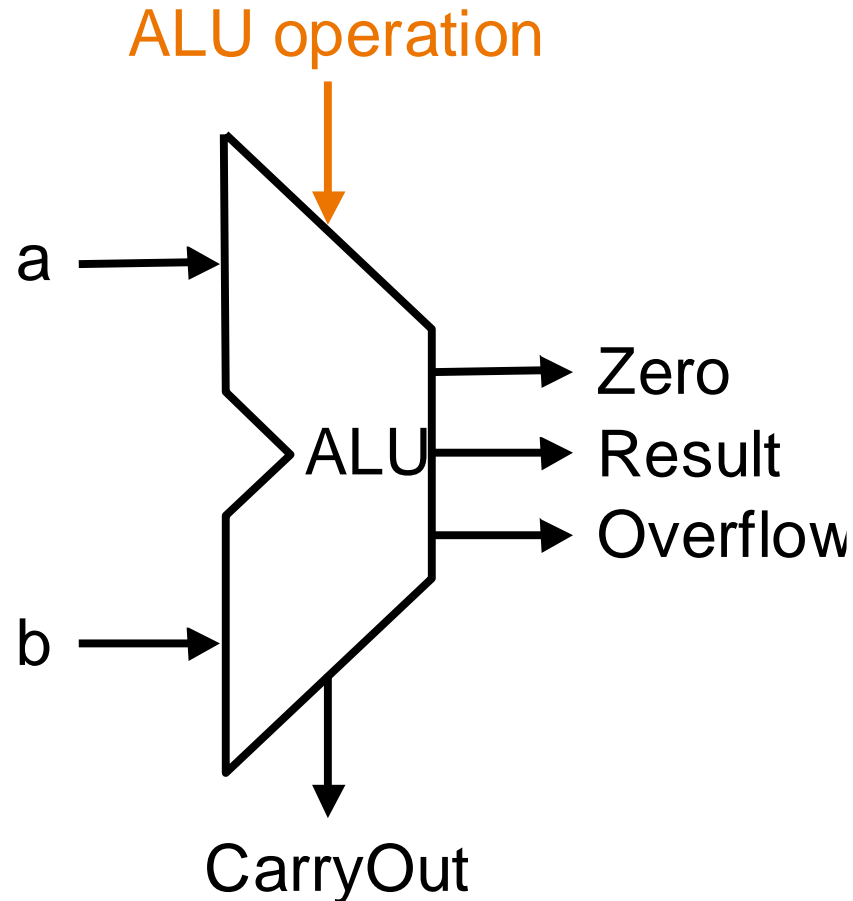 ALU operation
a
Zero
ALU
Result
Overflow
b
CarryOut